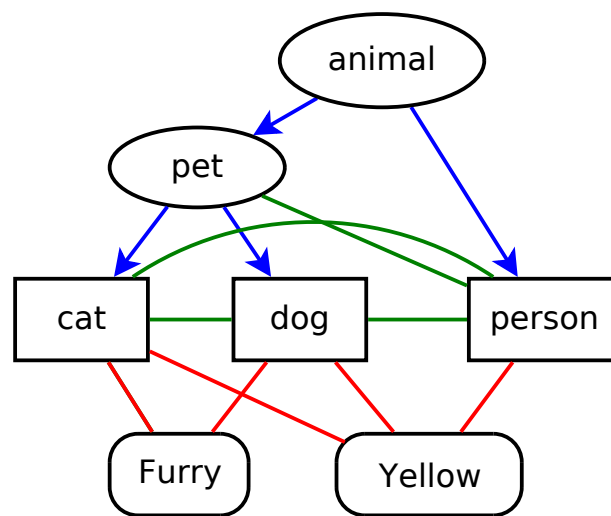 animal
pet
cat
dog
person
Furry
Yellow